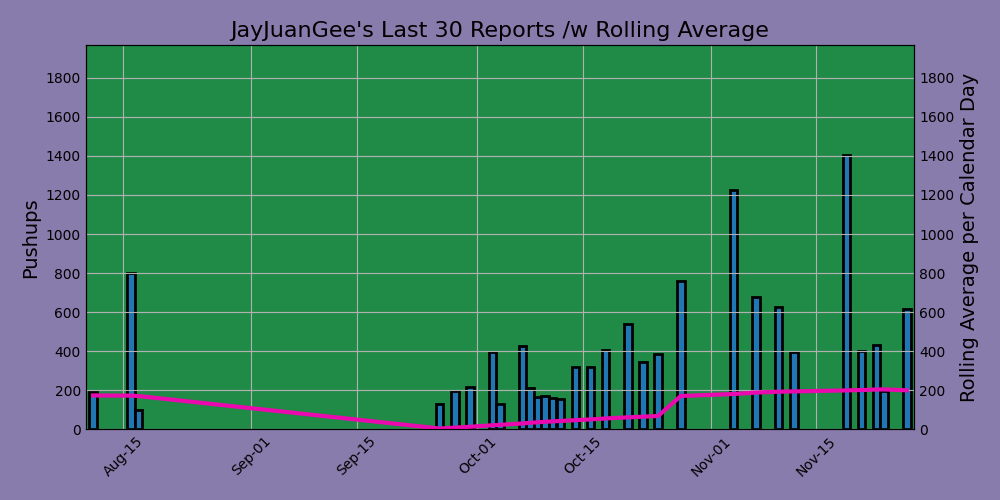 JayJuanGee's Last 30 Reports /w Rolling Average
Pushups
1800
1600
1400
1200
1000
800
600
400
200
0
1800
1600
1400
1200
1000
800
600
400
200
0
Rolling Average per Calendar Day
Aug-15
Sep-01
Sep-15
Oct-01
Oct-15
Nov-01
Nov-15